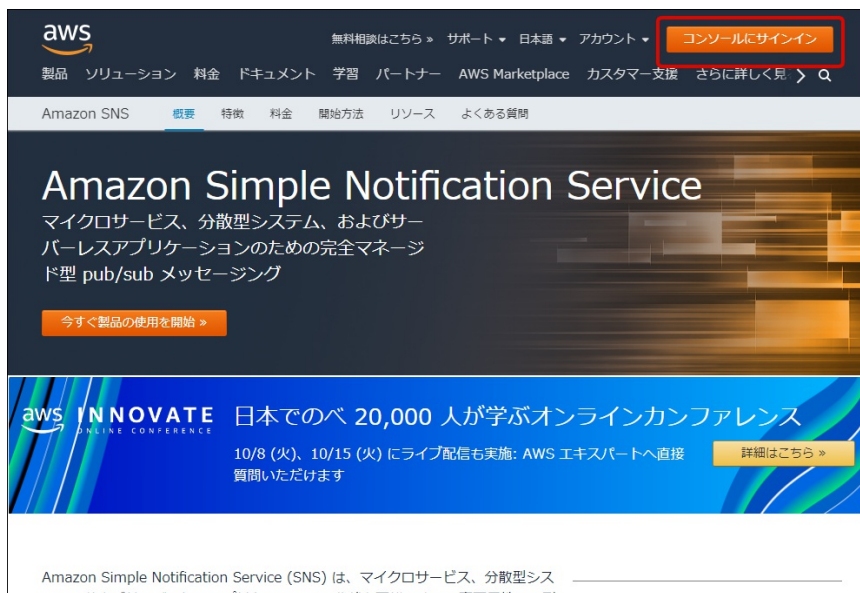 aws
無料相談はこちら » サポート 日本語 アカウント コンソールにサインイン
製品 ソリューション 料金 ドキュメント 学習 パートナー AWS Marketplace カスタマー支援 さらに詳しく見
Amazon SNS 概要 特徴 料金 開始方法 リソース よくある質問
Amazon Simple Notification Service
マイクロサービス、分散型システム、およびサー
バーレスアプリケーションのための完全マネージ
ド型 pub/sub メッセージング
今すぐ製品の使用を開始 »
aws INNOVATE
ONLINE CONFERENCE
日本でのべ 20,000 人が学ぶオンラインカンファレンス
10/8 (火)、10/15 (火) にライブ配信も実施: AWS エキスパートへ直接
質問いただけます
詳細はこちら »
Amazon Simple Notification Service (SNS) は、マイクロサービス、分散型シス